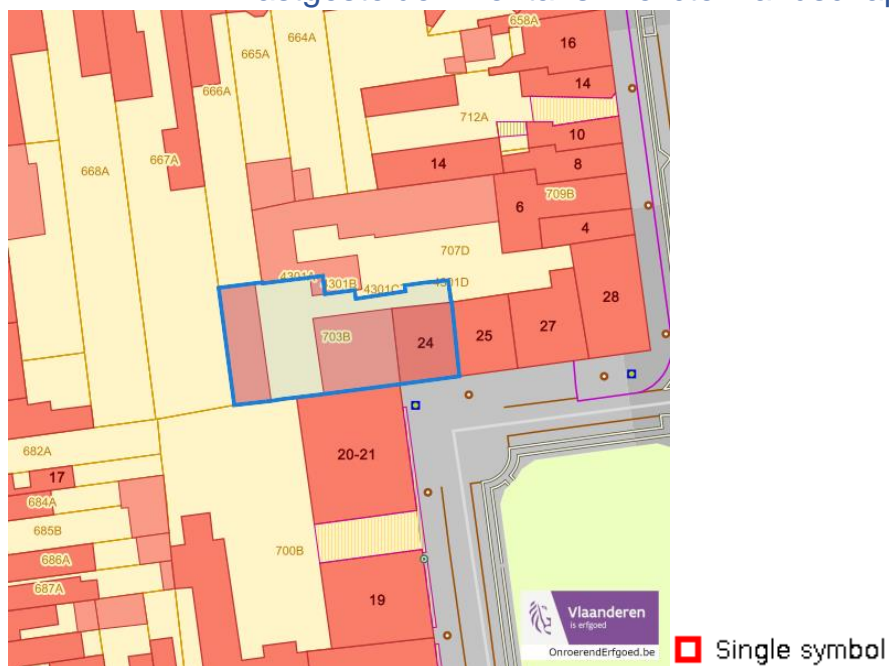 658A
664A
16
665A
14
666A
712A
10
667A
8
668A
14
709B
6
4
707D
4301A
4301B
4301C
4301D
28
27
703B
24
25
682A
20-21
17
684A
685B
700B
686A
687A
19
Vlaanderen
is erfgoed
OnroerendErfgoed.be
Single symbol